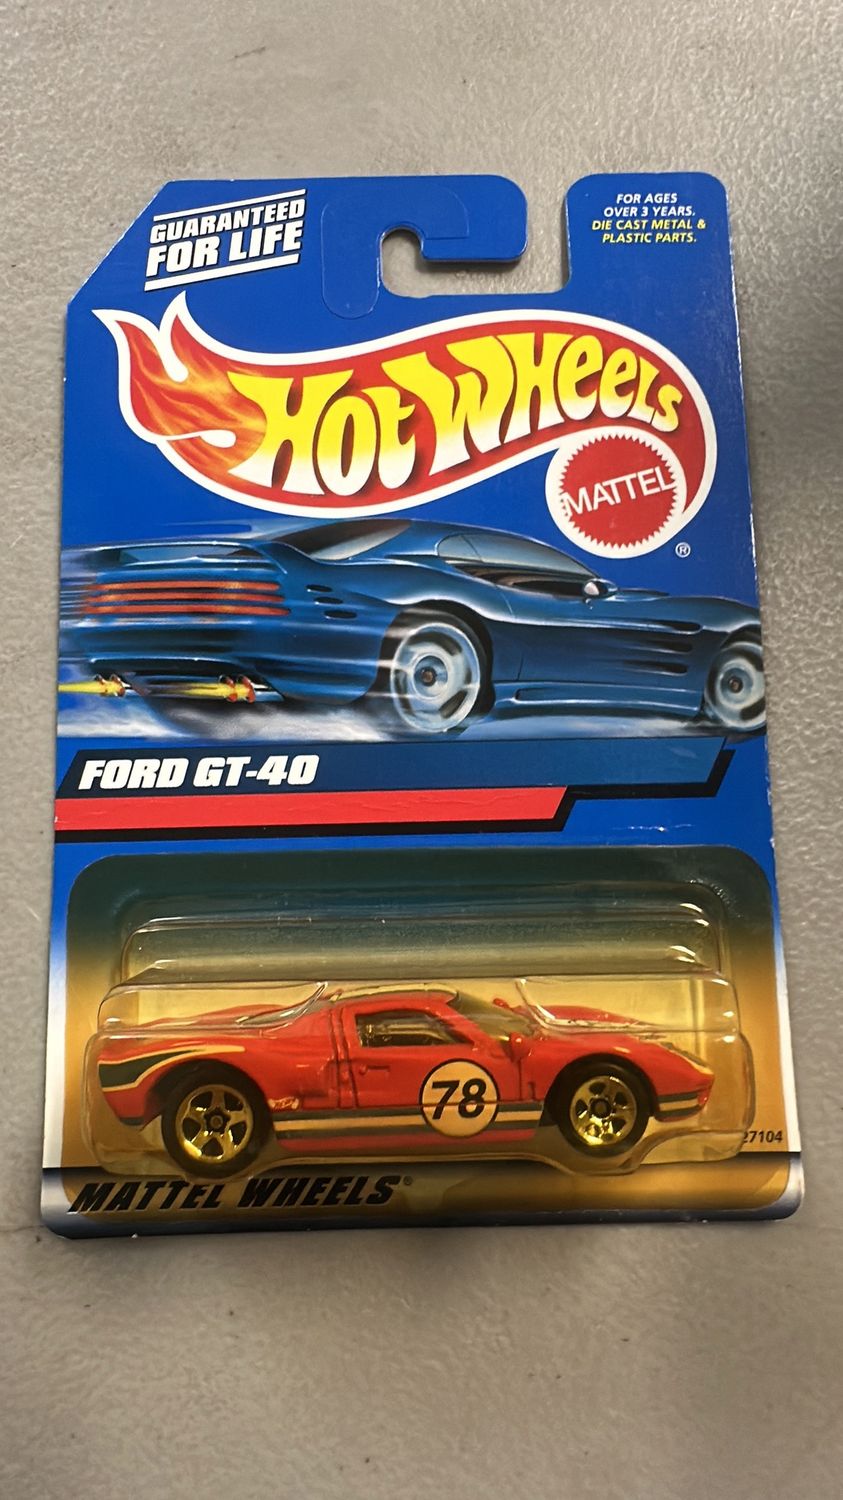 GUARANTEED
FOR LIFE
FOR AGES
OVER 3 YEARS.
DIE CAST METAL &
PLASTIC PARTS.
HOT WHEELS
MATTEL
®
FORD GT-40
78
27104
MATTEL WHEELS®